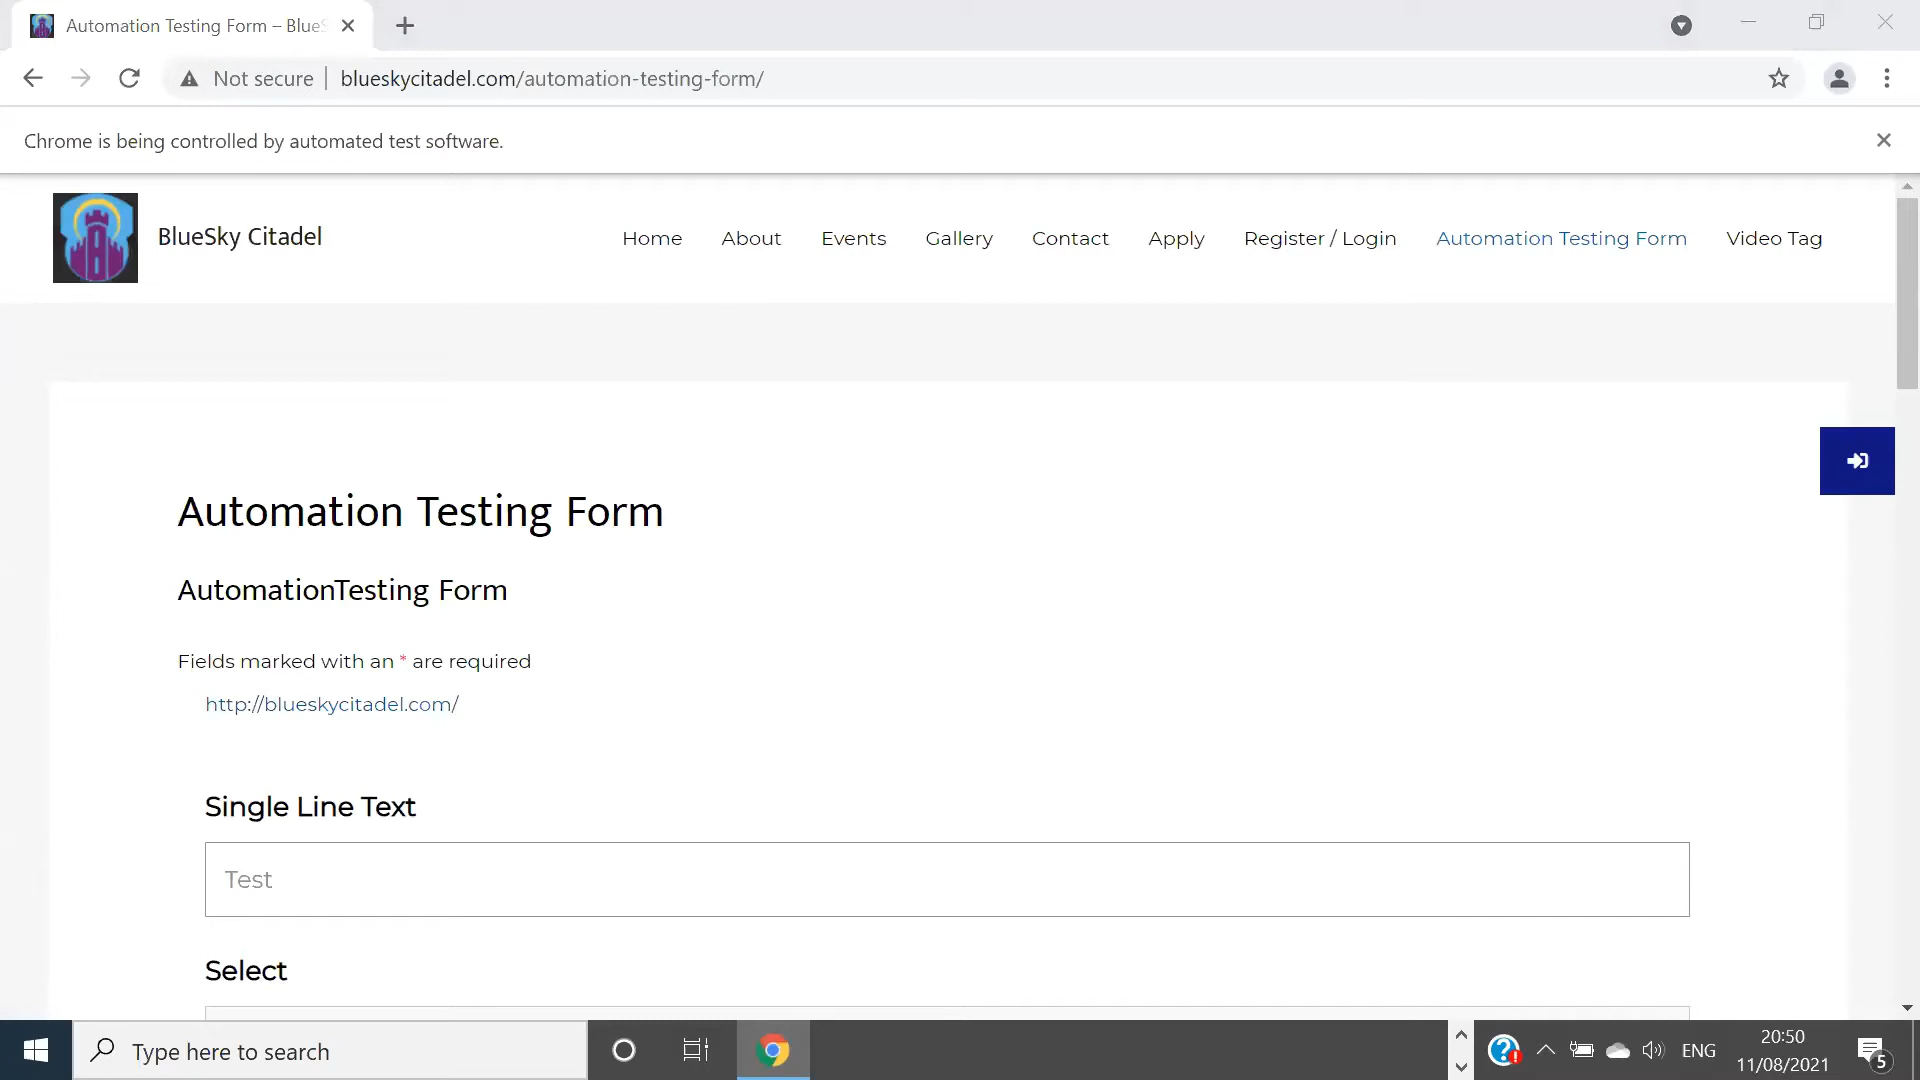 Automation Testing Form – Blue
Not secure
blueskycitadel.com/automation-testing-form/
Chrome is being controlled by automated test software.
BlueSky Citadel
Home
About
Events
Gallery
Contact
Apply
Register / Login
Automation Testing Form
Video Tag
Automation Testing Form
AutomationTesting Form
Fields marked with an * are required
http://blueskycitadel.com/
Single Line Text
Test
Select
Type here to search
ENG
20:50
11/08/2021
5